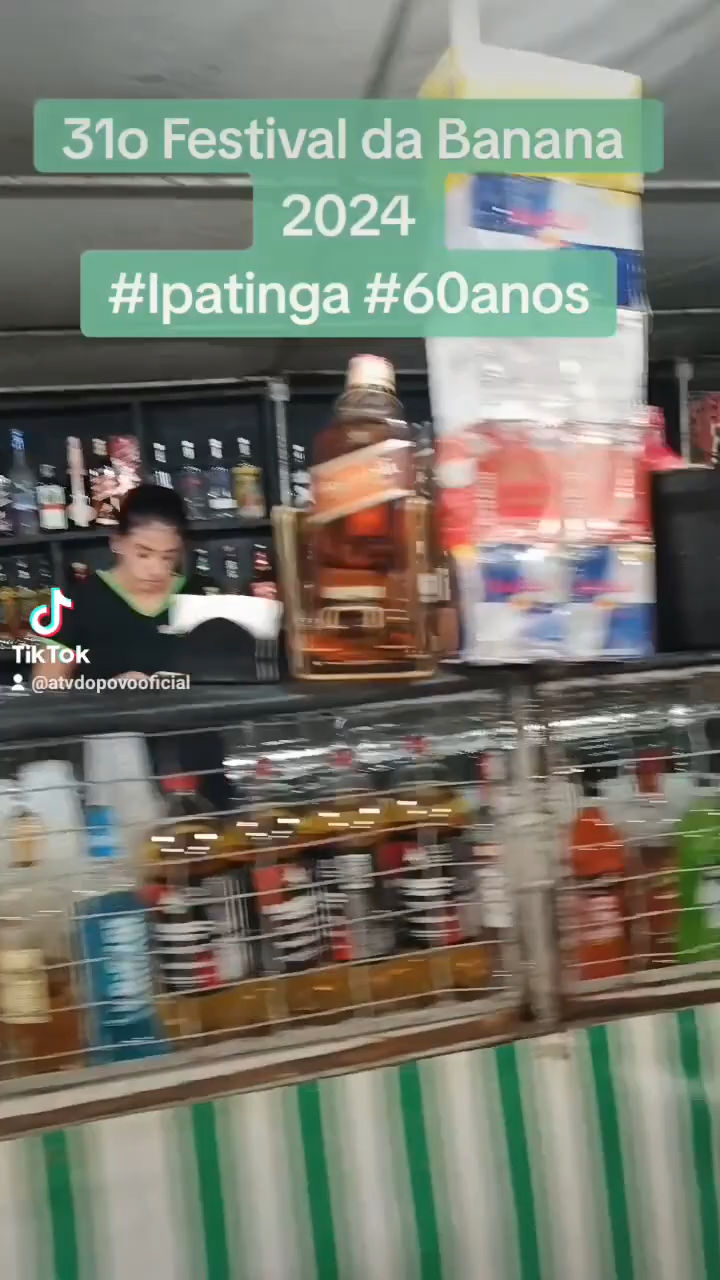 31o Festival da Banana
2024
#Ipatinga #60anos
TikTok
@atvdopovooficial